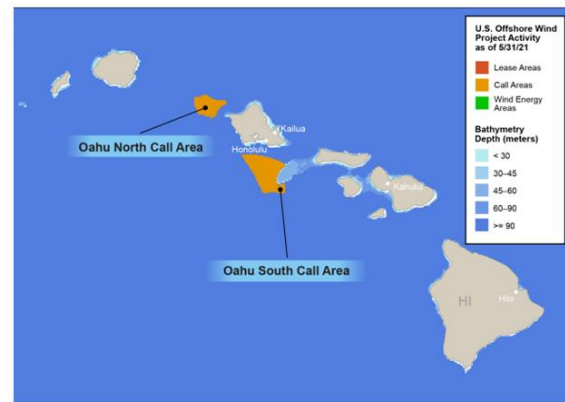 U.S. Offshore Wind
Project Activity
as of 5/31/21
Lease Areas
Call Areas
Wind Energy
Areas
Bathymetry
Depth (meters)
< 30
30–45
45–60
60–90
>= 90
Kailua
Oahu North Call Area
Honolulu
Kahului
Oahu South Call Area
HI
Hilo